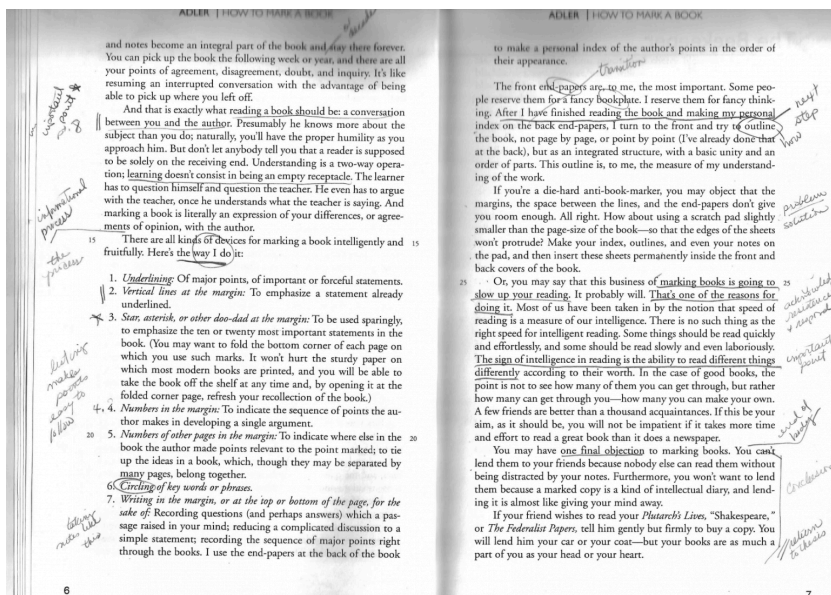 ADLER | HOW TO MARK A BOOK
and notes become an integral part of the book and stay there forever.
You can pick up the book the following week or year, and there are all
your points of agreement, disagreement, doubt, and inquiry. It's like
resuming an interrupted conversation with the advantage of being
able to pick up where you left off.
And that is exactly what reading a book should be: a conversation
between you and the author. Presumably he knows more about the
subject than you do; naturally, you'll have the proper humility as you
approach him. But don't let anybody tell you that a reader is supposed
to be solely on the receiving end. Understanding is a two-way opera-
tion; learning doesn't consist in being an empty receptacle. The learner
has to question himself and question the teacher. He even has to argue
with the teacher, once he understands what the teacher is saying. And
marking a book is literally an expression of your differences, or agree-
ments of opinion, with the author.
important point
p. 8
informational process
15 There are all kinds of devices for marking a book intelligently and 15
fruitfully. Here's the way I do it:
the process
1. Underlining: Of major points, of important or forceful statements.
2. Vertical lines at the margin: To emphasize a statement already
underlined.
3. Star, asterisk, or other doo-dad at the margin: To be used sparingly,
to emphasize the ten or twenty most important statements in the
book. (You may want to fold the bottom corner of each page on
which you use such marks. It won't hurt the sturdy paper on
which most modern books are printed, and you will be able to
take the book off the shelf at any time and, by opening it at the
folded corner page, refresh your recollection of the book.)
listing
makes
points
easy to
follow
4. 4. Numbers in the margin: To indicate the sequence of points the au-
thor makes in developing a single argument.
20 5. Numbers of other pages in the margin: To indicate where else in the 20
book the author made points relevant to the point marked; to tie
up the ideas in a book, which, though they may be separated by
many pages, belong together.
6. Circling of key words or phrases.
7. Writing in the margin, or at the top or bottom of the page, for the
sake of: Recording questions (and perhaps answers) which a pas-
sage raised in your mind; reducing a complicated discussion to a
simple statement; recording the sequence of major points right
through the books. I use the end-papers at the back of the book
taking
notes like
this
6
ADLER | HOW TO MARK A BOOK
to make a personal index of the author's points in the order of
their appearance.
transition
The front end-papers are, to me, the most important. Some peo-
ple reserve them for a fancy bookplate. I reserve them for fancy think-
ing. After I have finished reading the book and making my personal
index on the back end-papers, I turn to the front and try to outline
the book, not page by page, or point by point (I've already done that
at the back), but as an integrated structure, with a basic unity and an
order of parts. This outline is, to me, the measure of my understand-
ing of the work.
next
step
how
If you're a die-hard anti-book-marker, you may object that the
margins, the space between the lines, and the end-papers don't give
you room enough. All right. How about using a scratch pad slightly
smaller than the page-size of the book—so that the edges of the sheets
won't protrude? Make your index, outlines, and even your notes on
the pad, and then insert these sheets permanently inside the front and
back covers of the book.
problem
solution
25 Or, you may say that this business of marking books is going to 25
slow up your reading. It probably will. That's one of the reasons for
doing it. Most of us have been taken in by the notion that speed of
reading is a measure of our intelligence. There is no such thing as the
right speed for intelligent reading. Some things should be read quickly
and effortlessly, and some should be read slowly and even laboriously.
The sign of intelligence in reading is the ability to read different things
differently according to their worth. In the case of good books, the
point is not to see how many of them you can get through, but rather
how many can get through you—how many you can make your own.
A few friends are better than a thousand acquaintances. If this be your
aim, as it should be, you will not be impatient if it takes more time
and effort to read a great book than it does a newspaper.
important
point
end of
body
You may have one final objection to marking books. You can't
lend them to your friends because nobody else can read them without
being distracted by your notes. Furthermore, you won't want to lend
them because a marked copy is a kind of intellectual diary, and lend-
ing it is almost like giving your mind away.
Conclusion
If your friend wishes to read your Plutarch's Lives, "Shakespeare,"
or The Federalist Papers, tell him gently but firmly to buy a copy. You
will lend him your car or your coat—but your books are as much a
part of you as your head or your heart.
return
to thesis
7